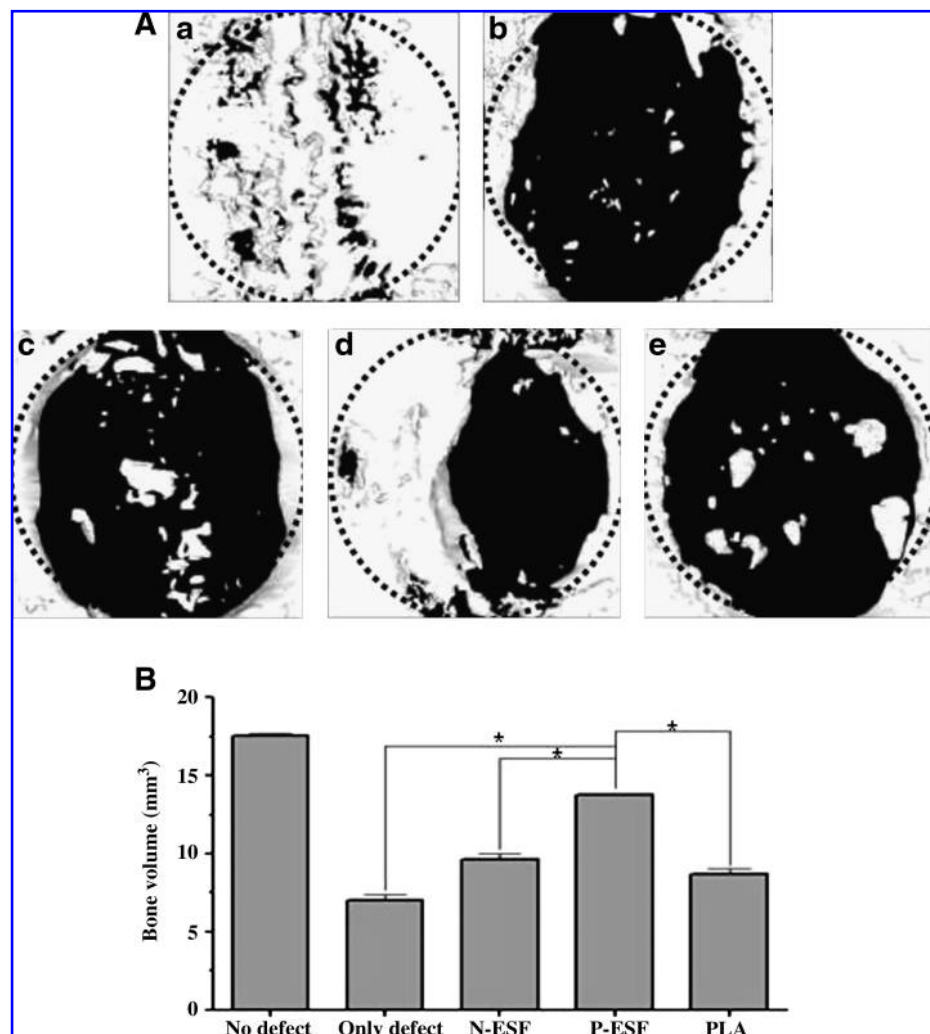 A
a
b
c
d
e
B
20
15
10
5
0
Bone volume (mm³)
*
*
*
No defect
Only defect
N-ESF
P-ESF
PLA